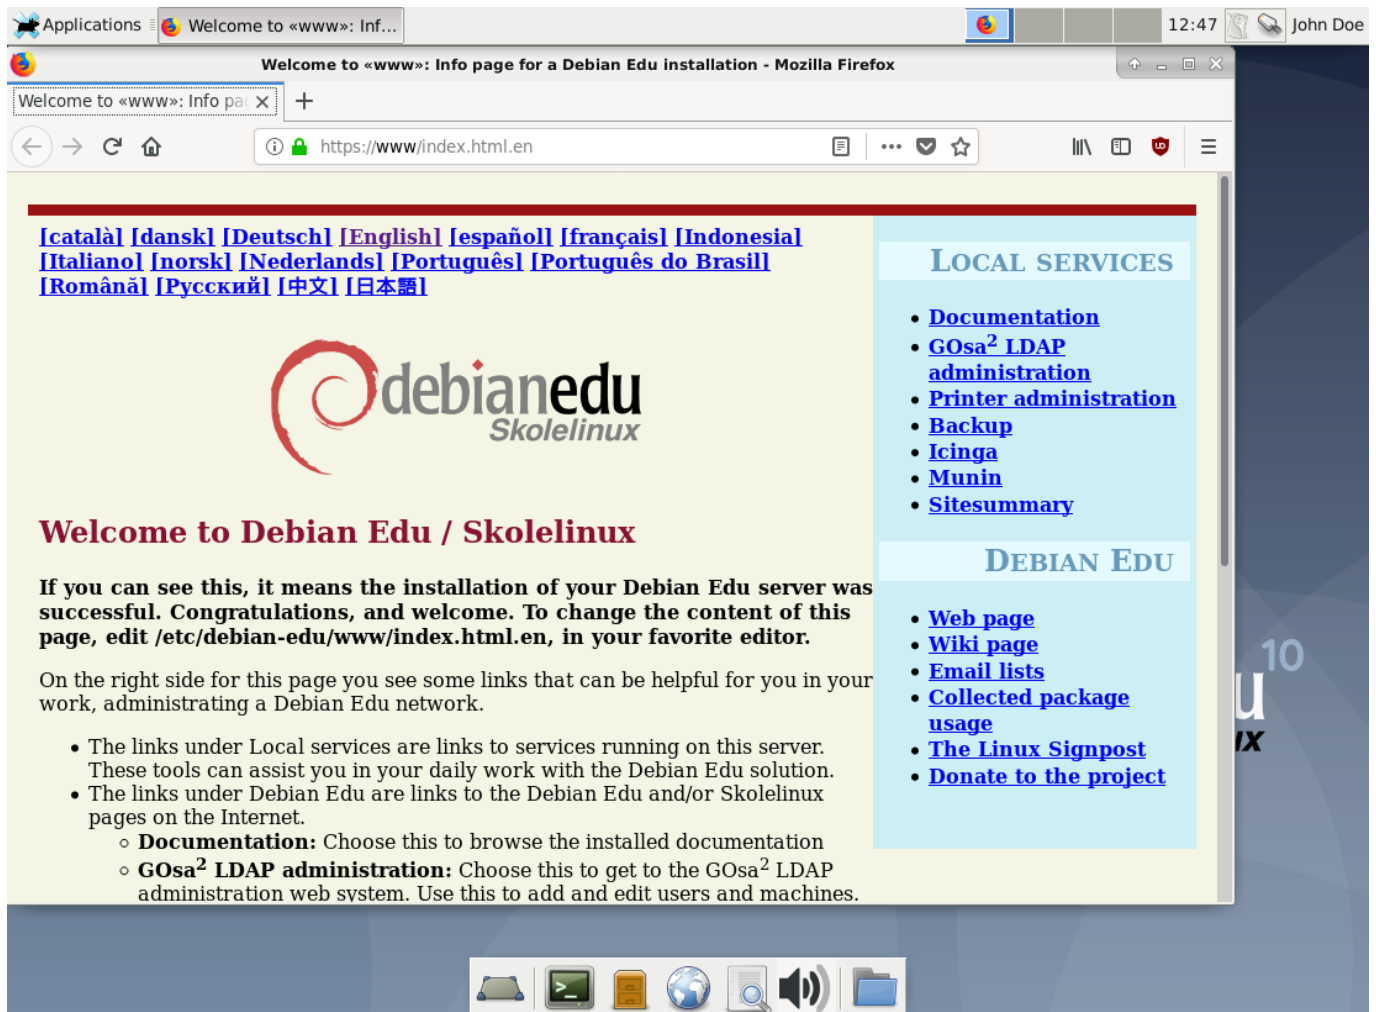 Applications
Welcome to «www»: Inf...
12:47
John Doe
Welcome to «www»: Info page for a Debian Edu installation - Mozilla Firefox
Welcome to «www»: Info pag
https://www/index.html.en
[català] [dansk] [Deutsch] [English] [español] [français] [Indonesia]
[Italiano] [norsk] [Nederlands] [Português] [Português do Brasil]
[Română] [Русский] [中文] [日本語]
debianedu
Skolelinux
Welcome to Debian Edu / Skolelinux
If you can see this, it means the installation of your Debian Edu server was
successful. Congratulations, and welcome. To change the content of this
page, edit /etc/debian-edu/www/index.html.en, in your favorite editor.
On the right side for this page you see some links that can be helpful for you in your
work, administrating a Debian Edu network.
• The links under Local services are links to services running on this server.
These tools can assist you in your daily work with the Debian Edu solution.
• The links under Debian Edu are links to the Debian Edu and/or Skolelinux
pages on the Internet.
◦ Documentation: Choose this to browse the installed documentation
◦ GOsa² LDAP administration: Choose this to get to the GOsa² LDAP
administration web system. Use this to add and edit users and machines.
Local services
• Documentation
• GOsa² LDAP
administration
• Printer administration
• Backup
• Icinga
• Munin
• Sitesummary
Debian Edu
• Web page
• Wiki page
• Email lists
• Collected package
usage
• The Linux Signpost
• Donate to the project
10
u
ux